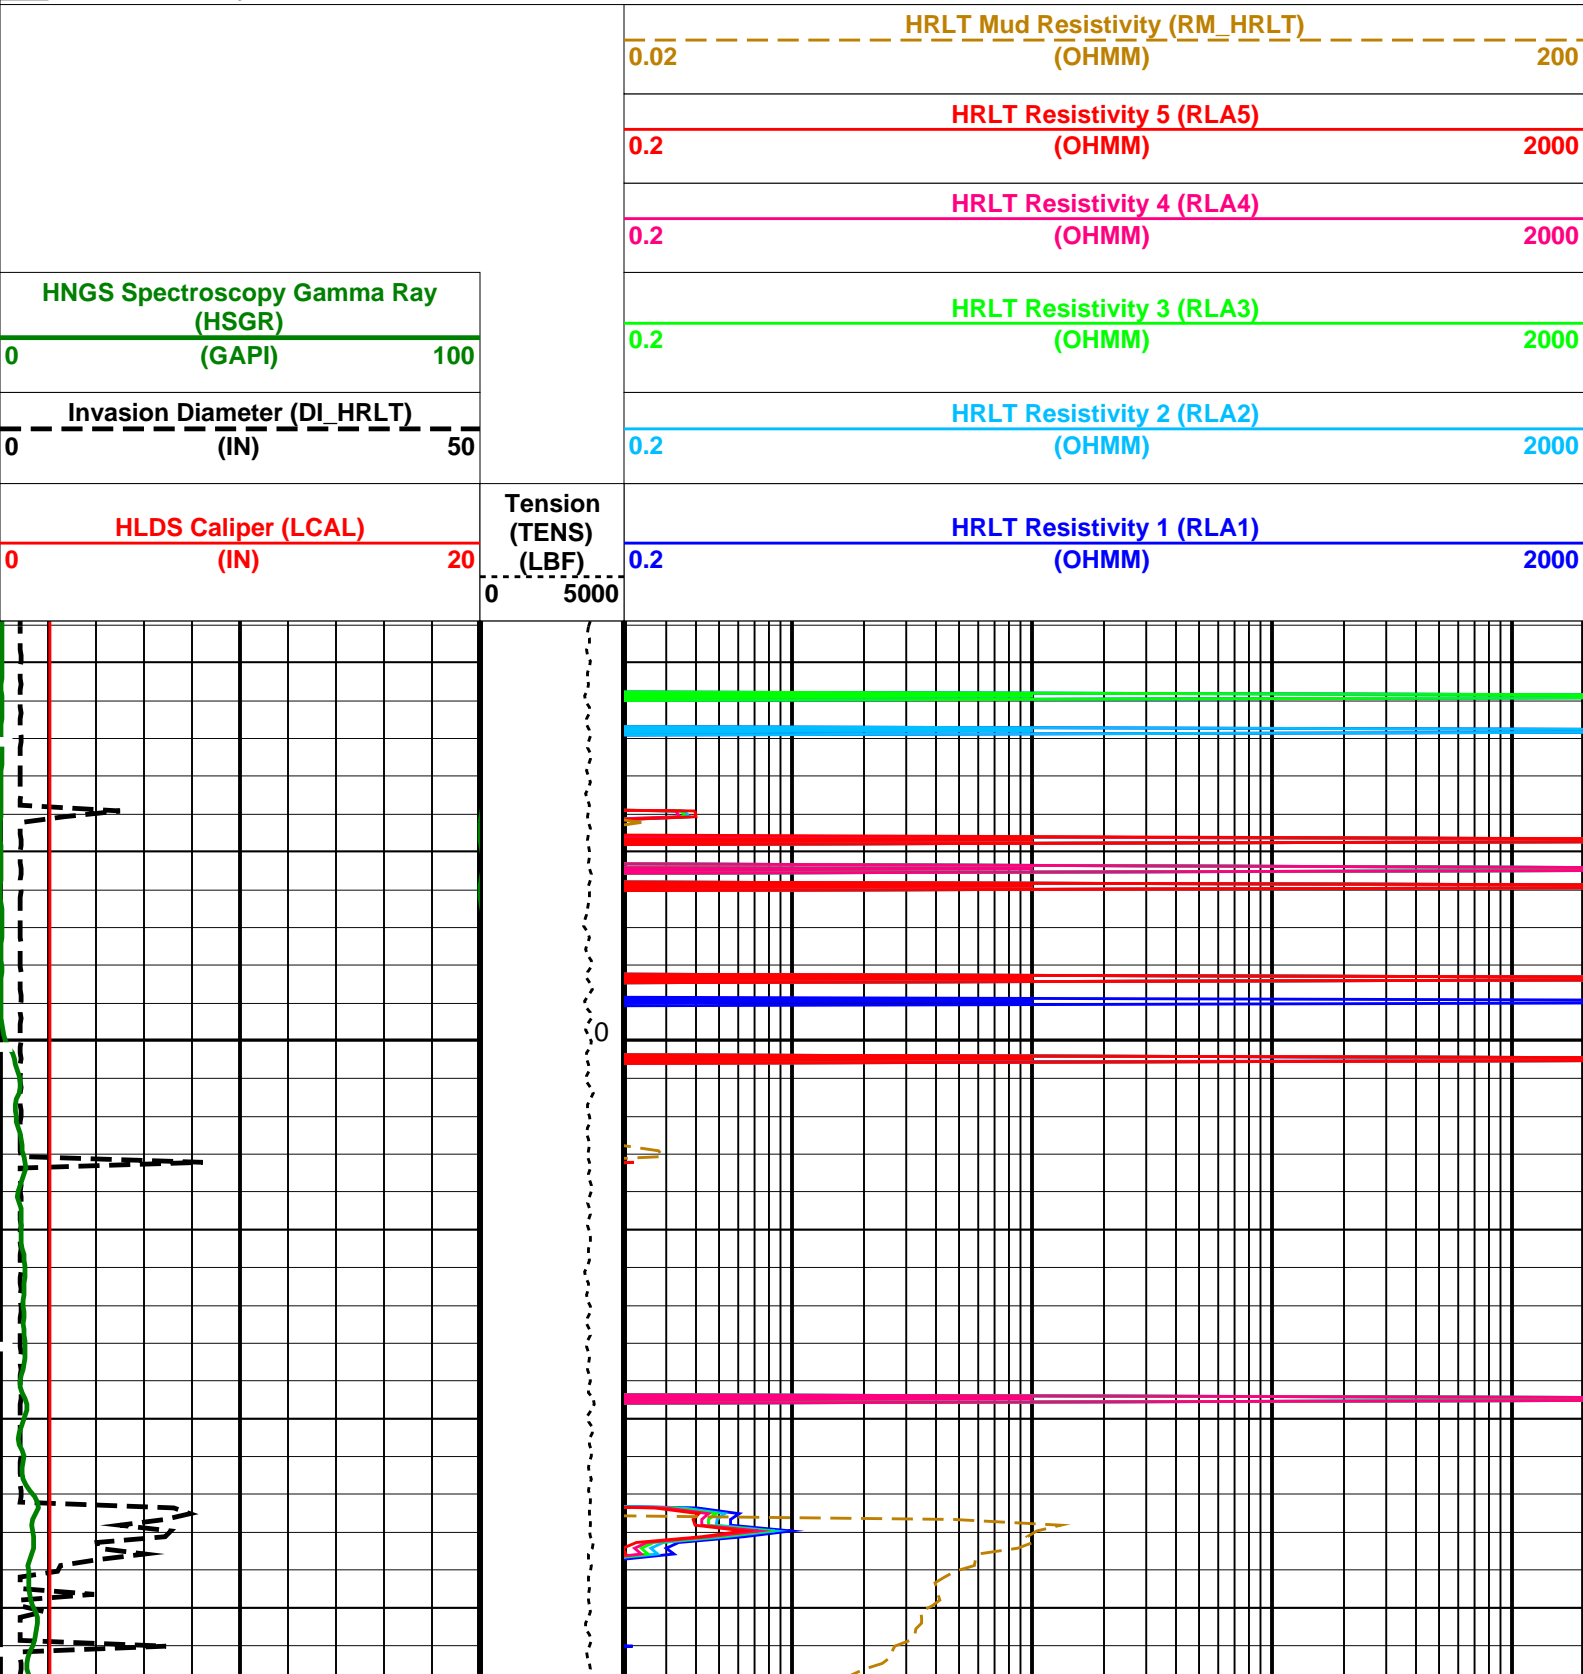 HRLT Mud Resistivity (RM_HRLT)
0.02 (OHMM) 200
HRLT Resistivity 5 (RLA5)
0.2 (OHMM) 2000
HRLT Resistivity 4 (RLA4)
0.2 (OHMM) 2000
HNGS Spectroscopy Gamma Ray
(HSGR)
0 (GAPI) 100
HRLT Resistivity 3 (RLA3)
0.2 (OHMM) 2000
Invasion Diameter (DI_HRLT)
0 (IN) 50
HRLT Resistivity 2 (RLA2)
0.2 (OHMM) 2000
HLDS Caliper (LCAL)
0 (IN) 20
Tension
(TENS)
(LBF)
0 5000
HRLT Resistivity 1 (RLA1)
0.2 (OHMM) 2000
0